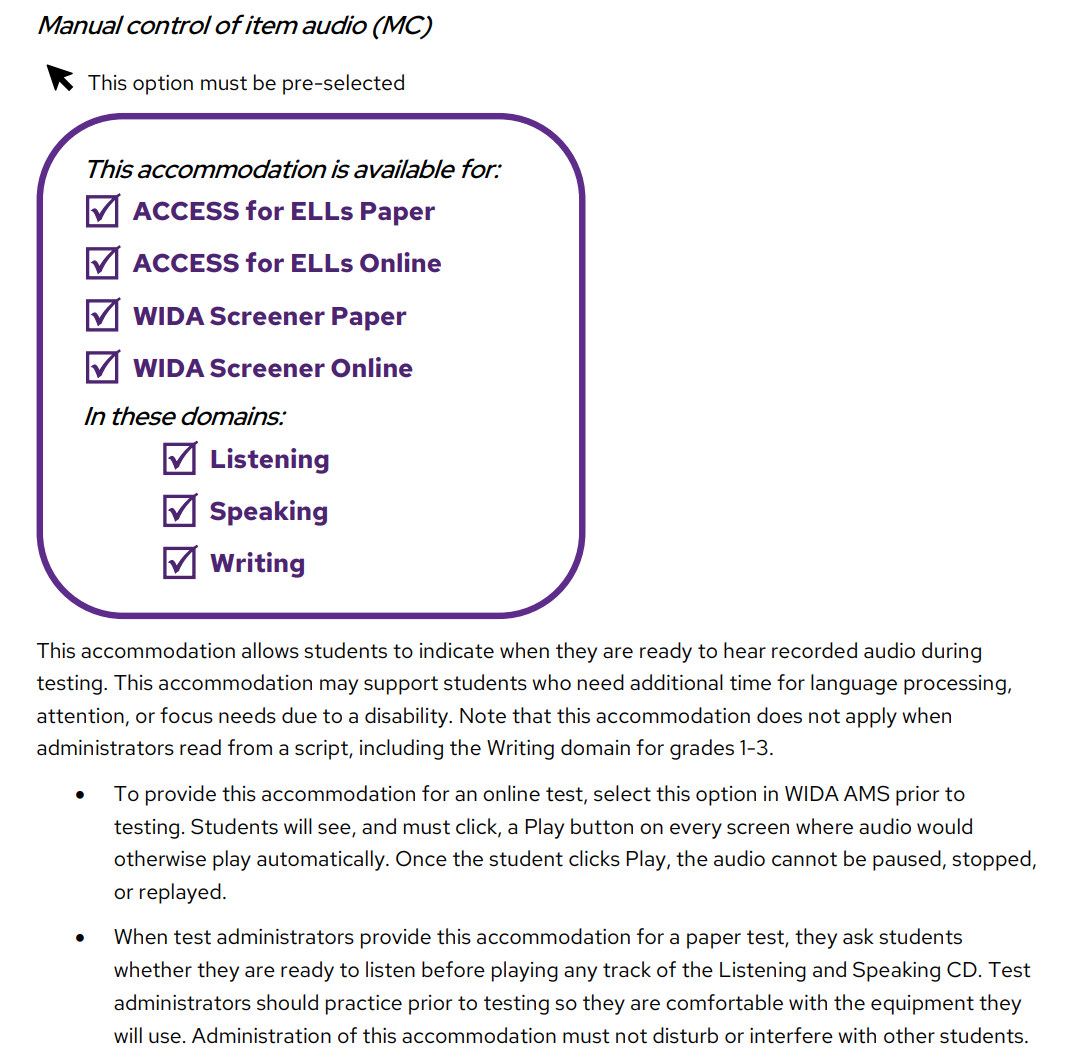 Manual control of item audio (MC)
This option must be pre-selected
This accommodation is available for:
ACCESS for ELLs Paper
ACCESS for ELLs Online
WIDA Screener Paper
WIDA Screener Online
In these domains:
Listening
Speaking
Writing
This accommodation allows students to indicate when they are ready to hear recorded audio during
testing. This accommodation may support students who need additional time for language processing,
attention, or focus needs due to a disability. Note that this accommodation does not apply when
administrators read from a script, including the Writing domain for grades 1-3.
• To provide this accommodation for an online test, select this option in WIDA AMS prior to
testing. Students will see, and must click, a Play button on every screen where audio would
otherwise play automatically. Once the student clicks Play, the audio cannot be paused, stopped,
or replayed.
• When test administrators provide this accommodation for a paper test, they ask students
whether they are ready to listen before playing any track of the Listening and Speaking CD. Test
administrators should practice prior to testing so they are comfortable with the equipment they
will use. Administration of this accommodation must not disturb or interfere with other students.